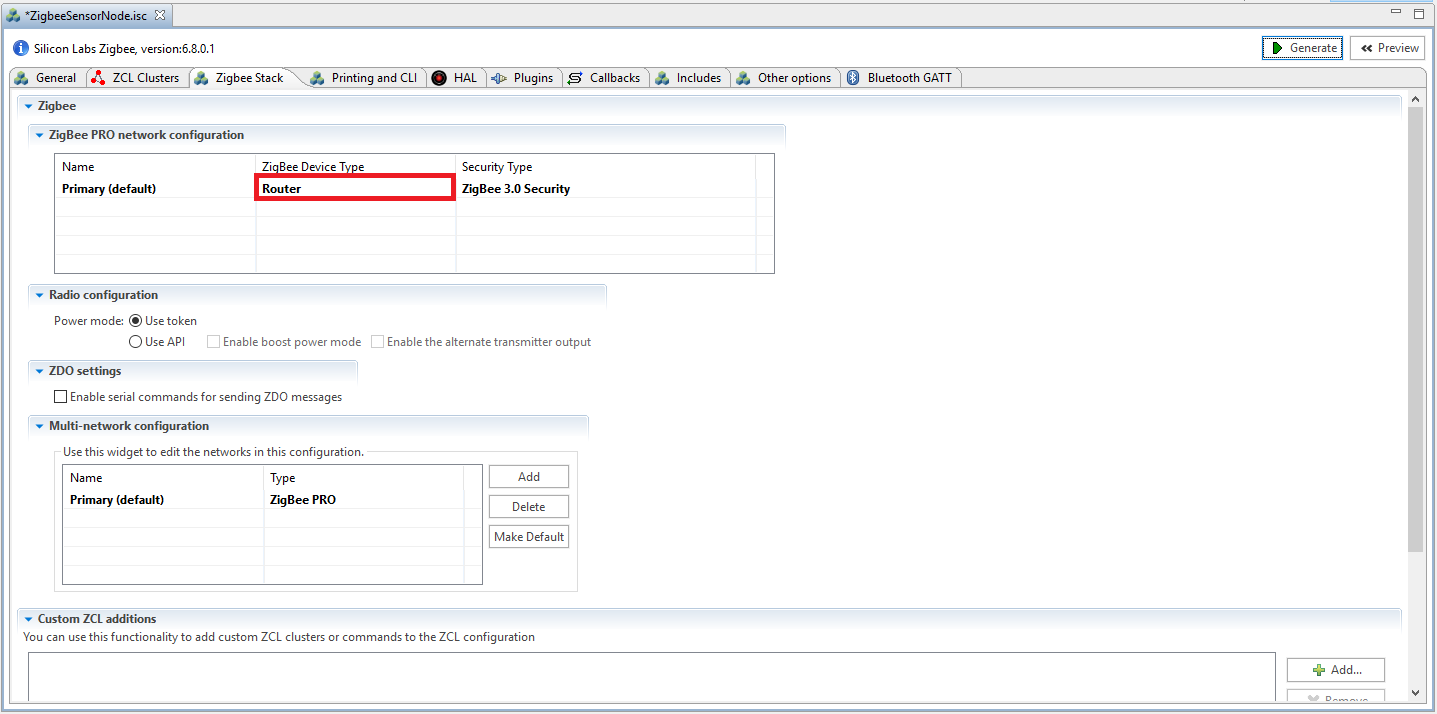 *ZigbeeSensorNode.isc
Silicon Labs Zigbee, version:6.8.0.1
Generate
Preview
General
ZCL Clusters
Zigbee Stack
Printing and CLI
HAL
Plugins
Callbacks
Includes
Other options
Bluetooth GATT
Zigbee
ZigBee PRO network configuration
Name ZigBee Device Type Security Type
Primary (default) Router ZigBee 3.0 Security
Radio configuration
Power mode: Use token
Use API Enable boost power mode Enable the alternate transmitter output
ZDO settings
Enable serial commands for sending ZDO messages
Multi-network configuration
Use this widget to edit the networks in this configuration.
Name Type
Primary (default) ZigBee PRO
Add
Delete
Make Default
Custom ZCL additions
You can use this functionality to add custom ZCL clusters or commands to the ZCL configuration
Add...
Remove